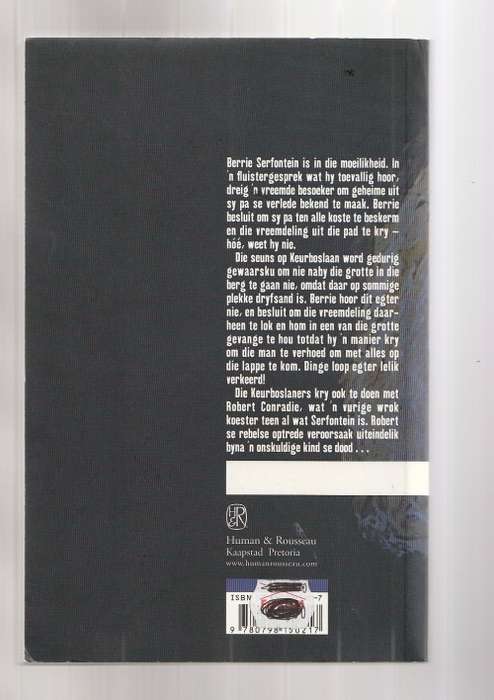 Berrie Serfontein is in die moeilikheid. In
'n fluistergesprek wat hy toevallig hoor,
dreig 'n vreemde besoeker om geheime uit
sy pa se verlede bekend te maak. Berrie
besluit om sy pa ten alle koste te beskerm
en die vreemdeling uit die pad te kry –
hóé, weet hy nie.
Die seuns op Keurboslaan word gedurig
gewaarsku om nie naby die grotte in die
berg te gaan nie, omdat daar op sommige
plekke dryfsand is. Berrie hoor dit egter
nie, en besluit om die vreemdeling daar-
heen te lok en hom in een van die grotte
gevange te hou totdat hy 'n manier kry
om die man te verhoed om met alles op
die lappe te kom. Dinge loop egter lelik
verkeerd!
Die Keurboslaners kry ook te doen met
Robert Conradie, wat 'n vurige wrok
koester teen al wat Serfontein is. Robert
se rebelse optrede veroorsaak uiteindelik
byna 'n onskuldige kind se dood ...
H&R
Human & Rousseau
Kaapstad Pretoria
www.humanrousseau.com
ISBN -7
9 780798 150217